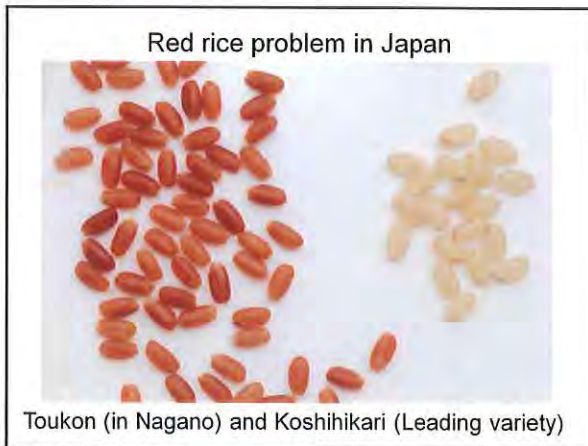 Red rice problem in Japan
Toukon (in Nagano) and Koshihikari (Leading variety)